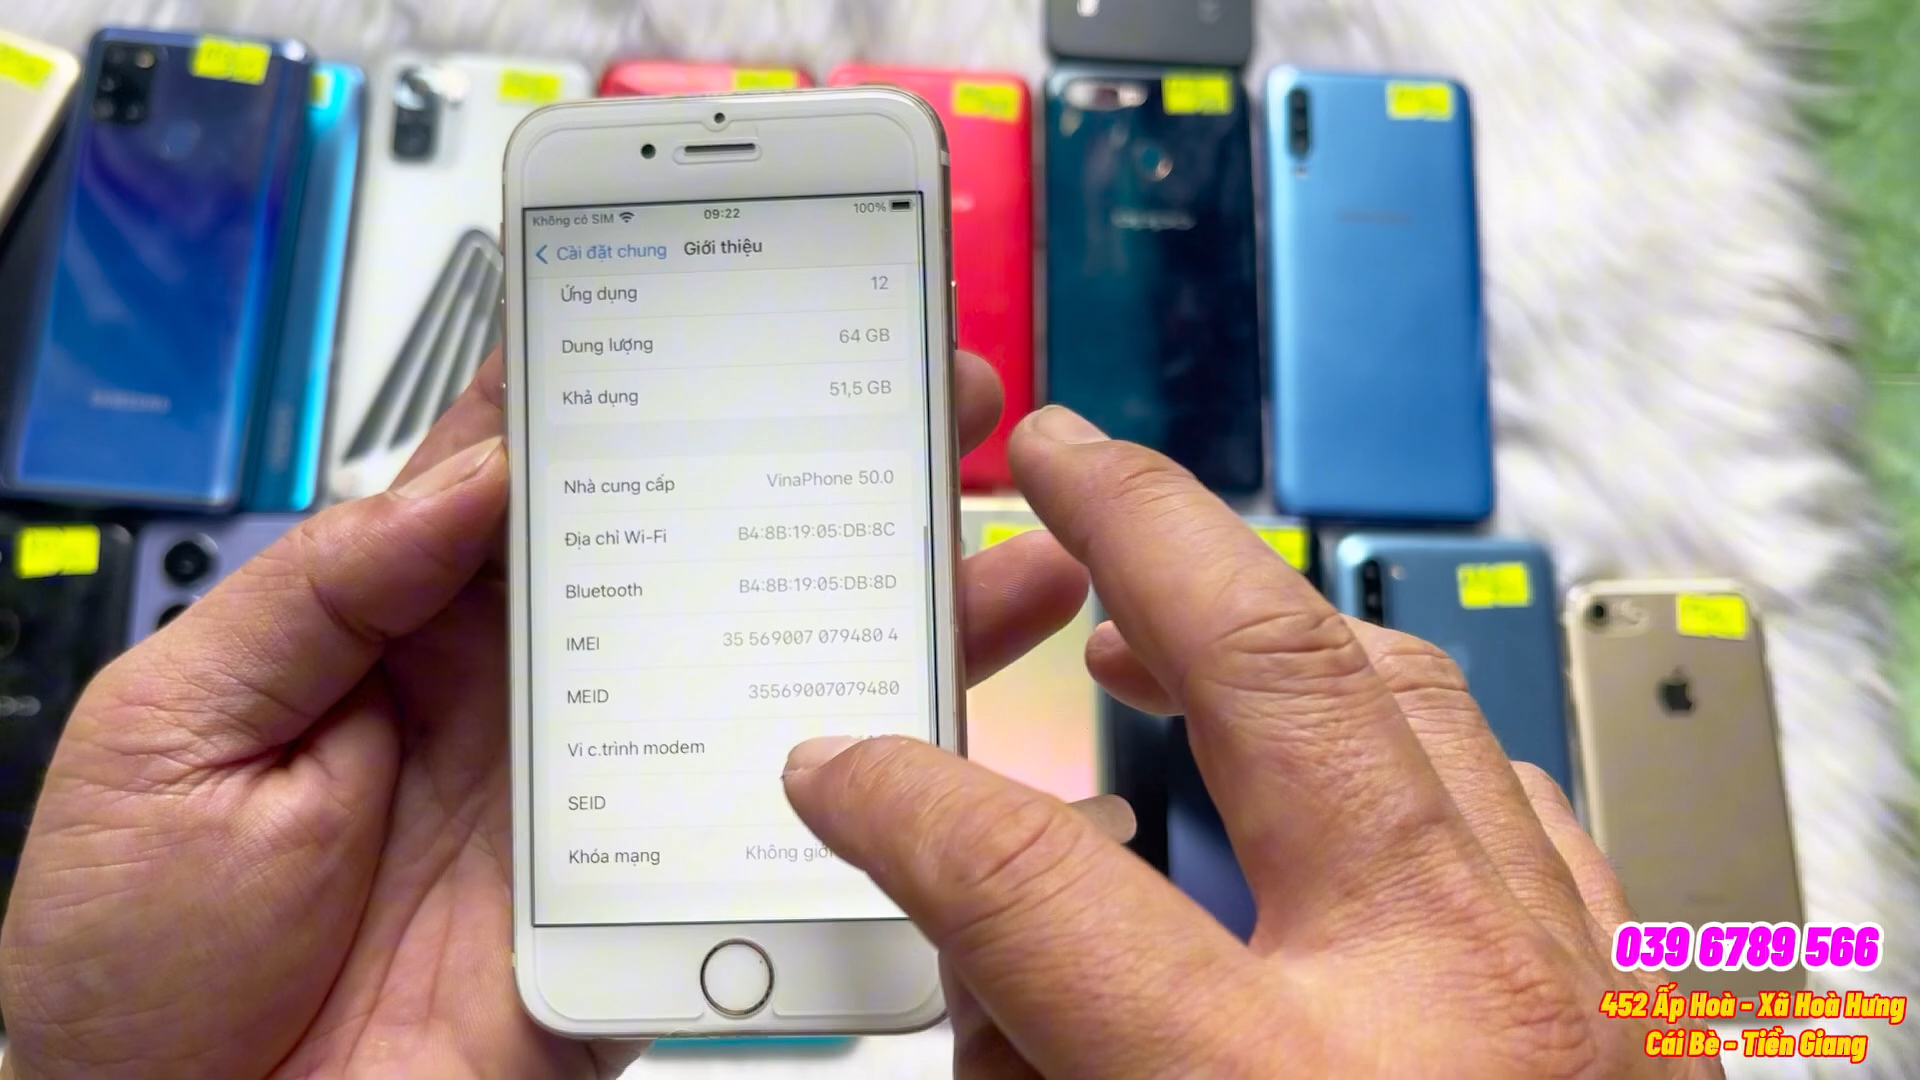 Không có SIM
09:22
100%
Cài đặt chung
Giới thiệu
Ứng dụng
12
Dung lượng
64 GB
Khả dụng
51,5 GB
Nhà cung cấp
VinaPhone 50.0
Địa chỉ Wi-Fi
B4:8B:19:05:DB:8C
Bluetooth
B4:8B:19:05:DB:8D
IMEI
35 569007 079480 4
MEID
35569007079480
Vi c.trình modem
SEID
Khóa mạng
Không giới
SAMSUNG
039 6789 566
452 Ấp Hoà - Xã Hoà Hưng
Cái Bè - Tiền Giang